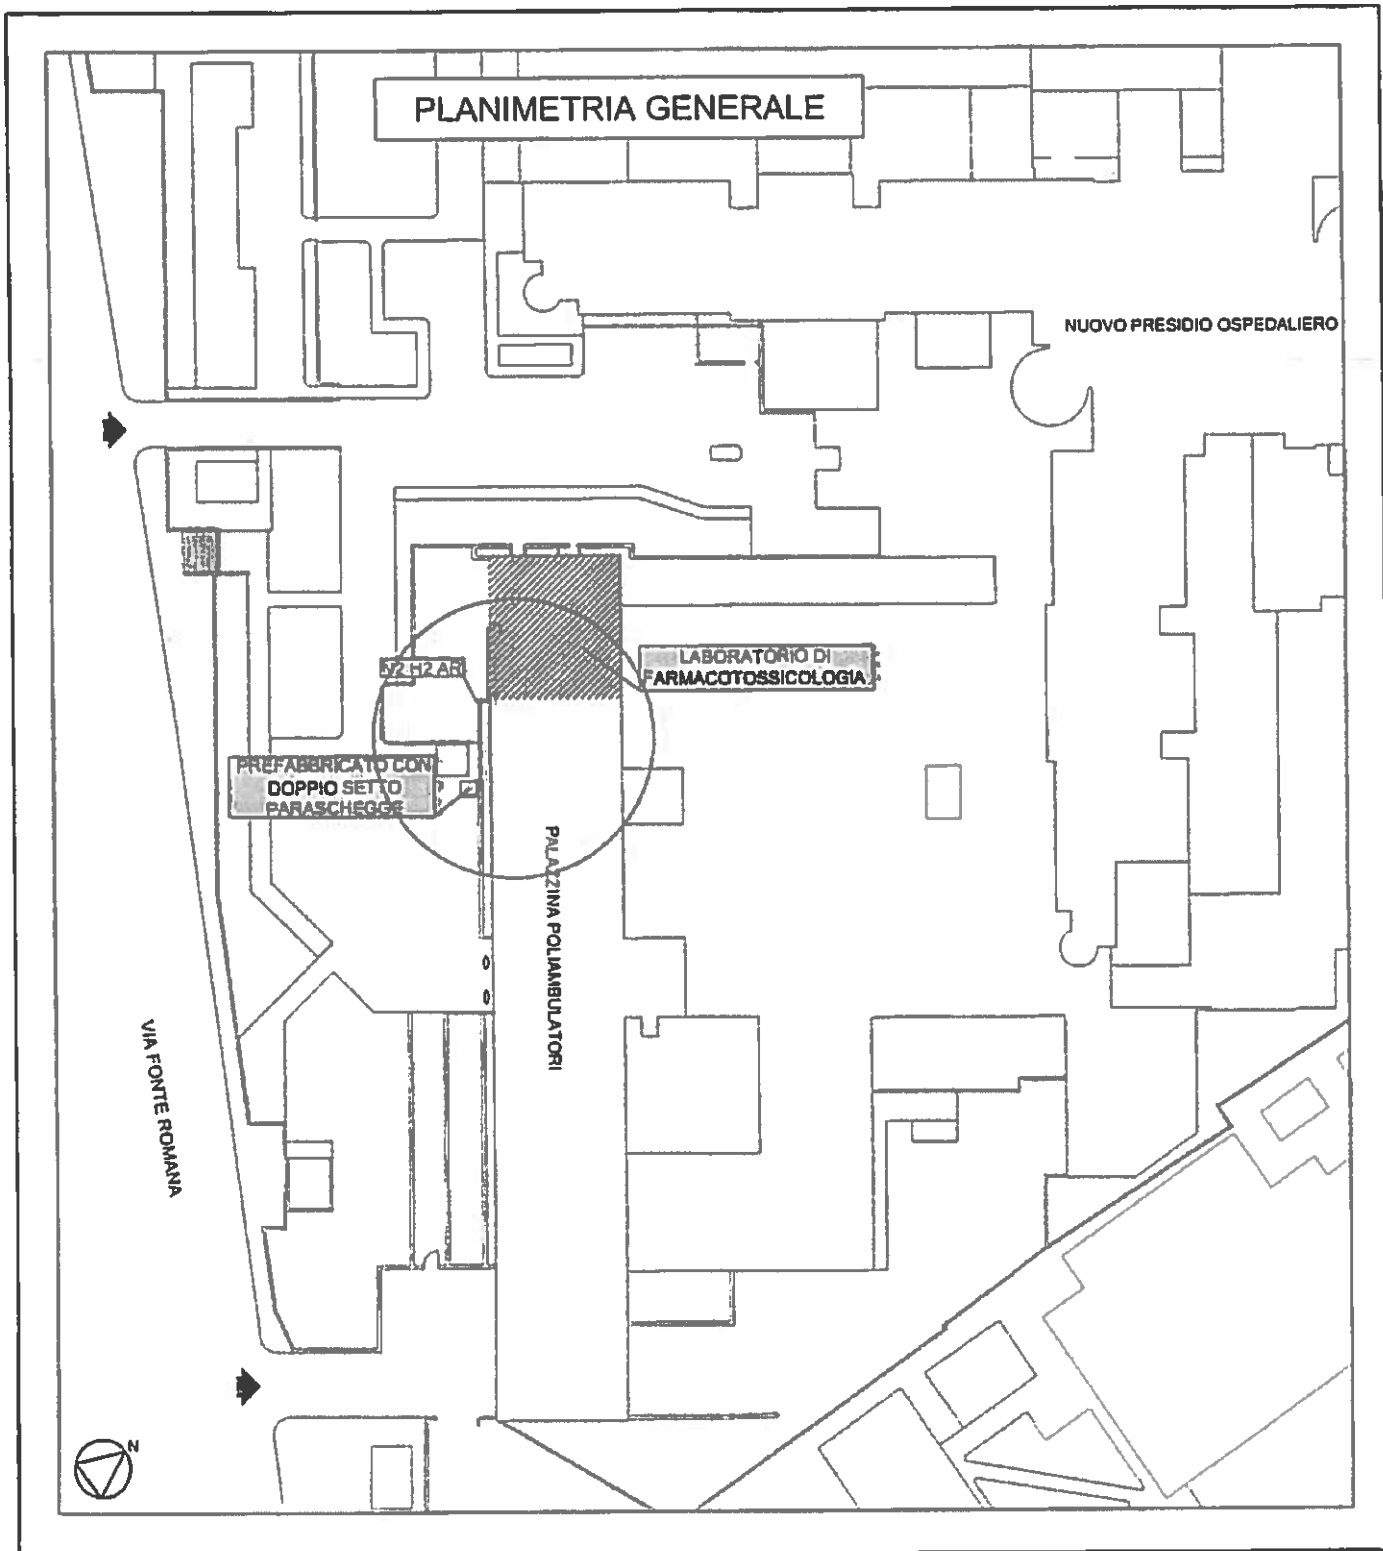 PLANIMETRIA GENERALE
NUOVO PRESIDIO OSPEDALIERO
LABORATORIO DI
FARMACOTOSSICOLOGIA
N2 H2 AR
PREFABBRICATO CON
DOPPIO SETTO
PARASCHEGGE
PALAZZINA POLIAMBULATORI
VIA FONTE ROMANA
N